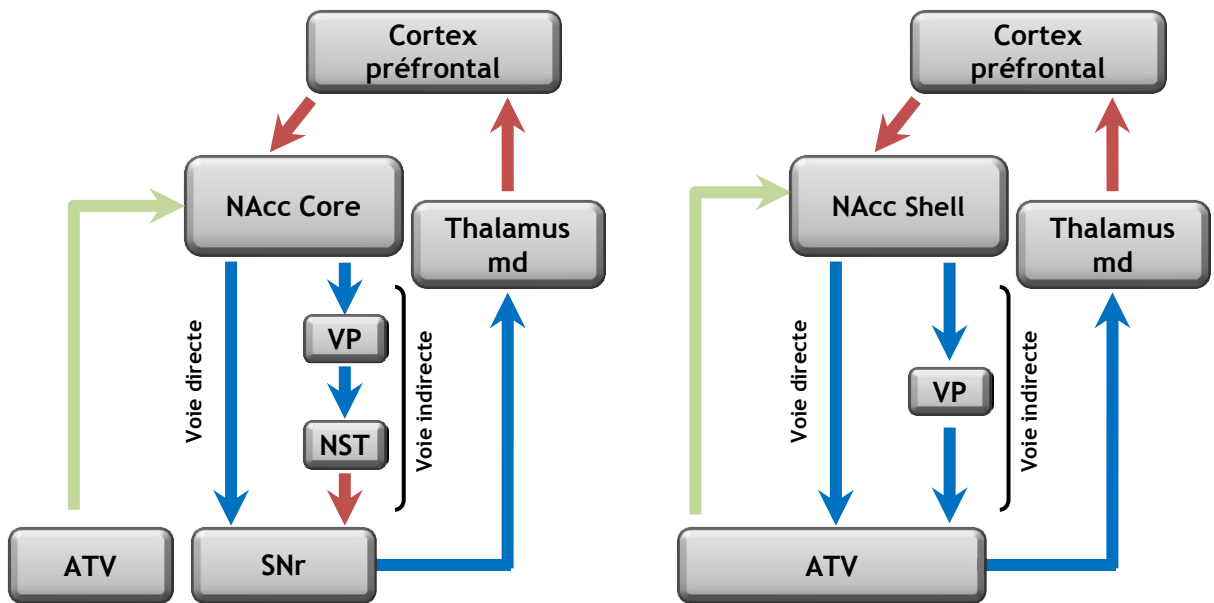 Cortex
préfrontal
NAcc Core
Thalamus
md
Voie directe
VP
NST
Voie indirecte
ATV
SNr
Cortex
préfrontal
NAcc Shell
Thalamus
md
Voie directe
VP
Voie indirecte
ATV